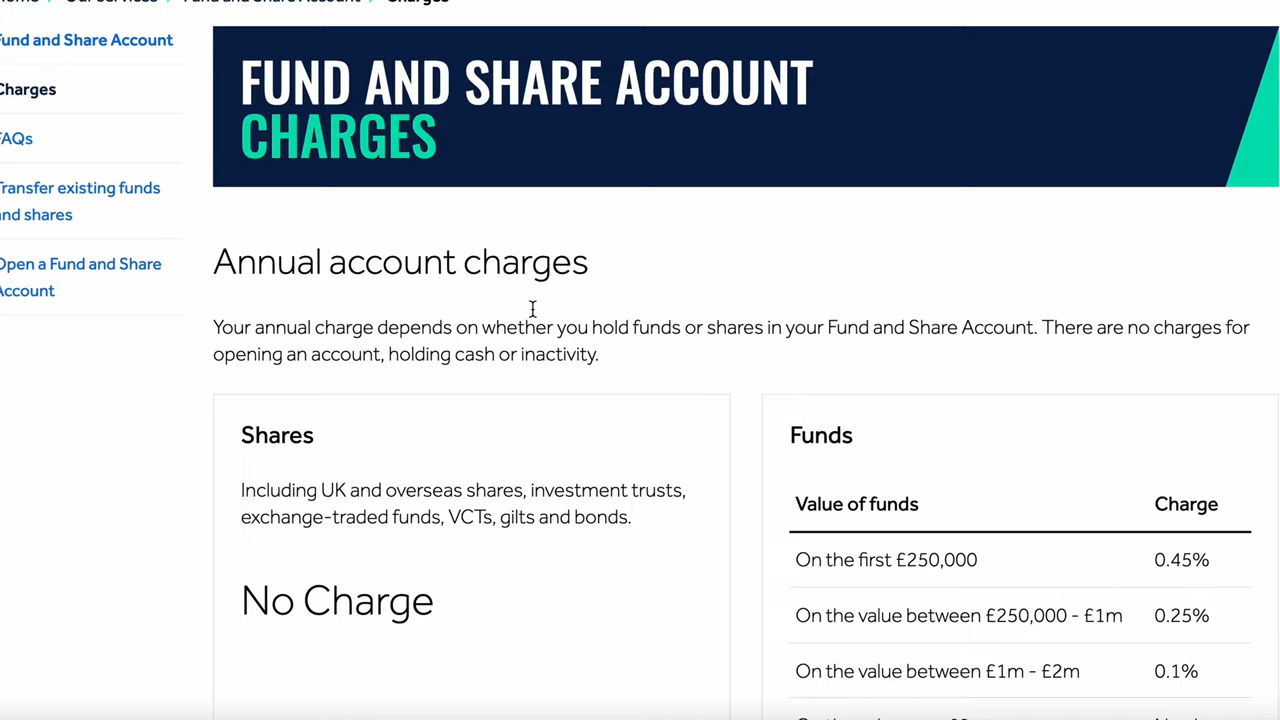 Fund and Share Account
Charges
Fund and Share Account
Charges
FAQs
Transfer existing funds
and shares
Open a Fund and Share
Account
FUND AND SHARE ACCOUNT
CHARGES
Annual account charges
Your annual charge depends on whether you hold funds or shares in your Fund and Share Account. There are no charges for
opening an account, holding cash or inactivity.
Shares
Including UK and overseas shares, investment trusts,
exchange-traded funds, VCTs, gilts and bonds.
No Charge
Funds
Value of funds Charge
On the first £250,000 0.45%
On the value between £250,000 - £1m 0.25%
On the value between £1m - £2m 0.1%